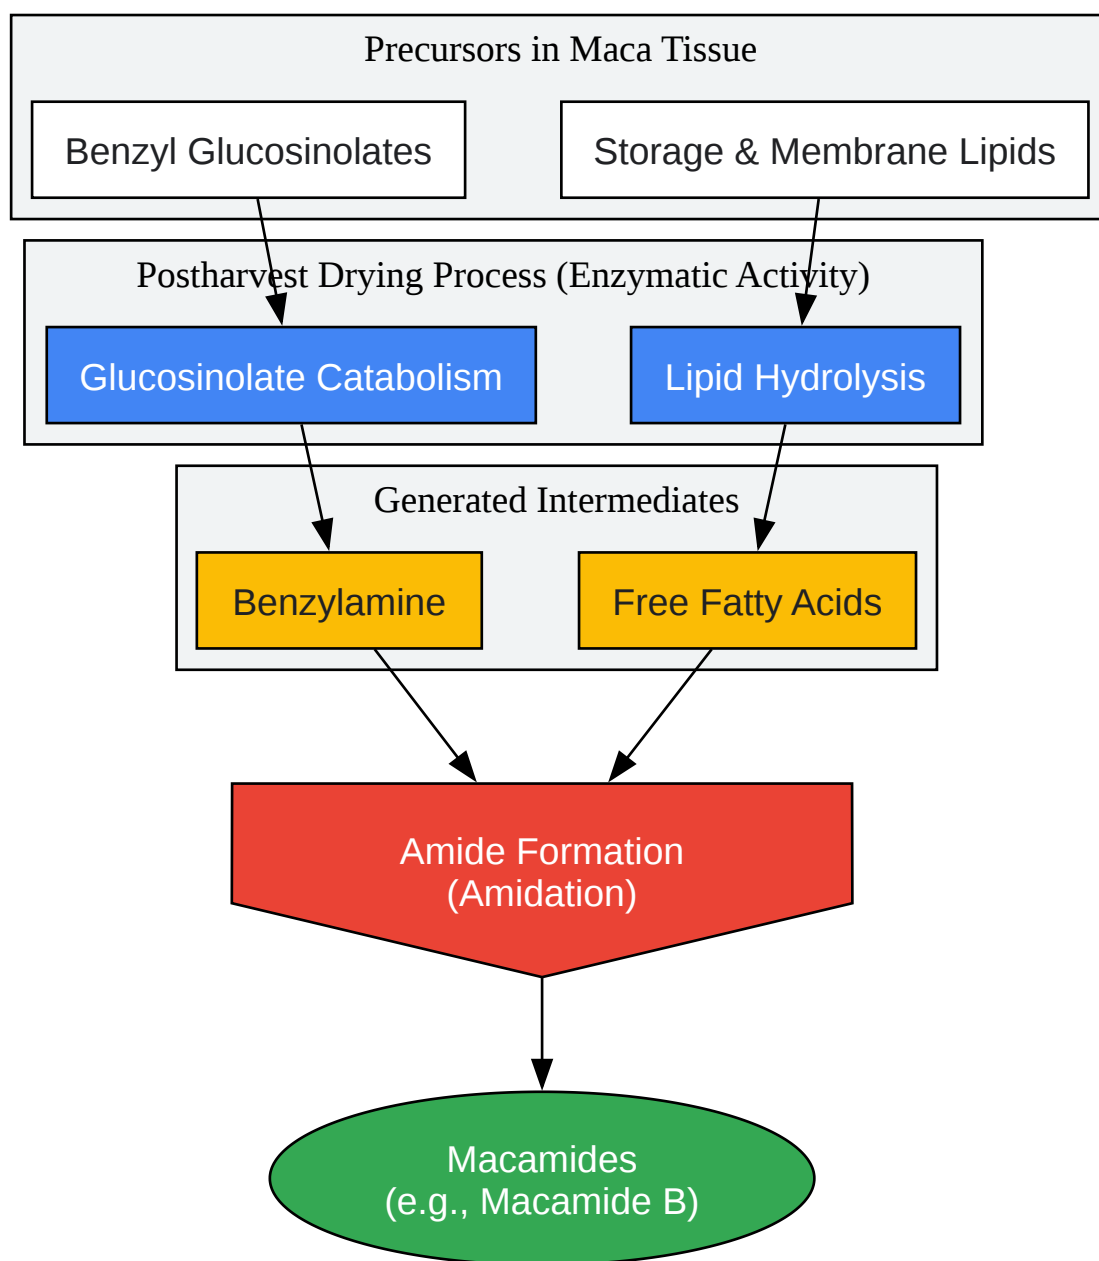 Precursors in Maca Tissue
Benzyl Glucosinolates
Storage & Membrane Lipids
Postharvest Drying Process (Enzymatic Activity)
Glucosinolate Catabolism
Lipid Hydrolysis
Generated Intermediates
Benzylamine
Free Fatty Acids
Amide Formation
(Amidation)
Macamides
(e.g., Macamide B)